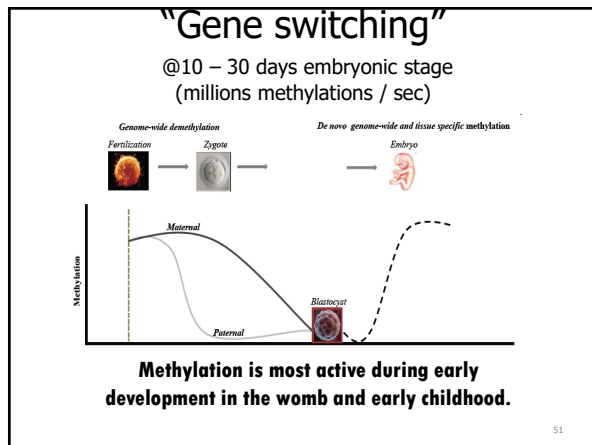 “Gene switching”
@10 – 30 days embryonic stage
(millions methylations / sec)
Genome-wide demethylation
De novo genome-wide and tissue specific methylation
Fertilization
Zygote
Embryo
Maternal
Methylation
Blastocyst
Paternal
Methylation is most active during early
development in the womb and early childhood.
51